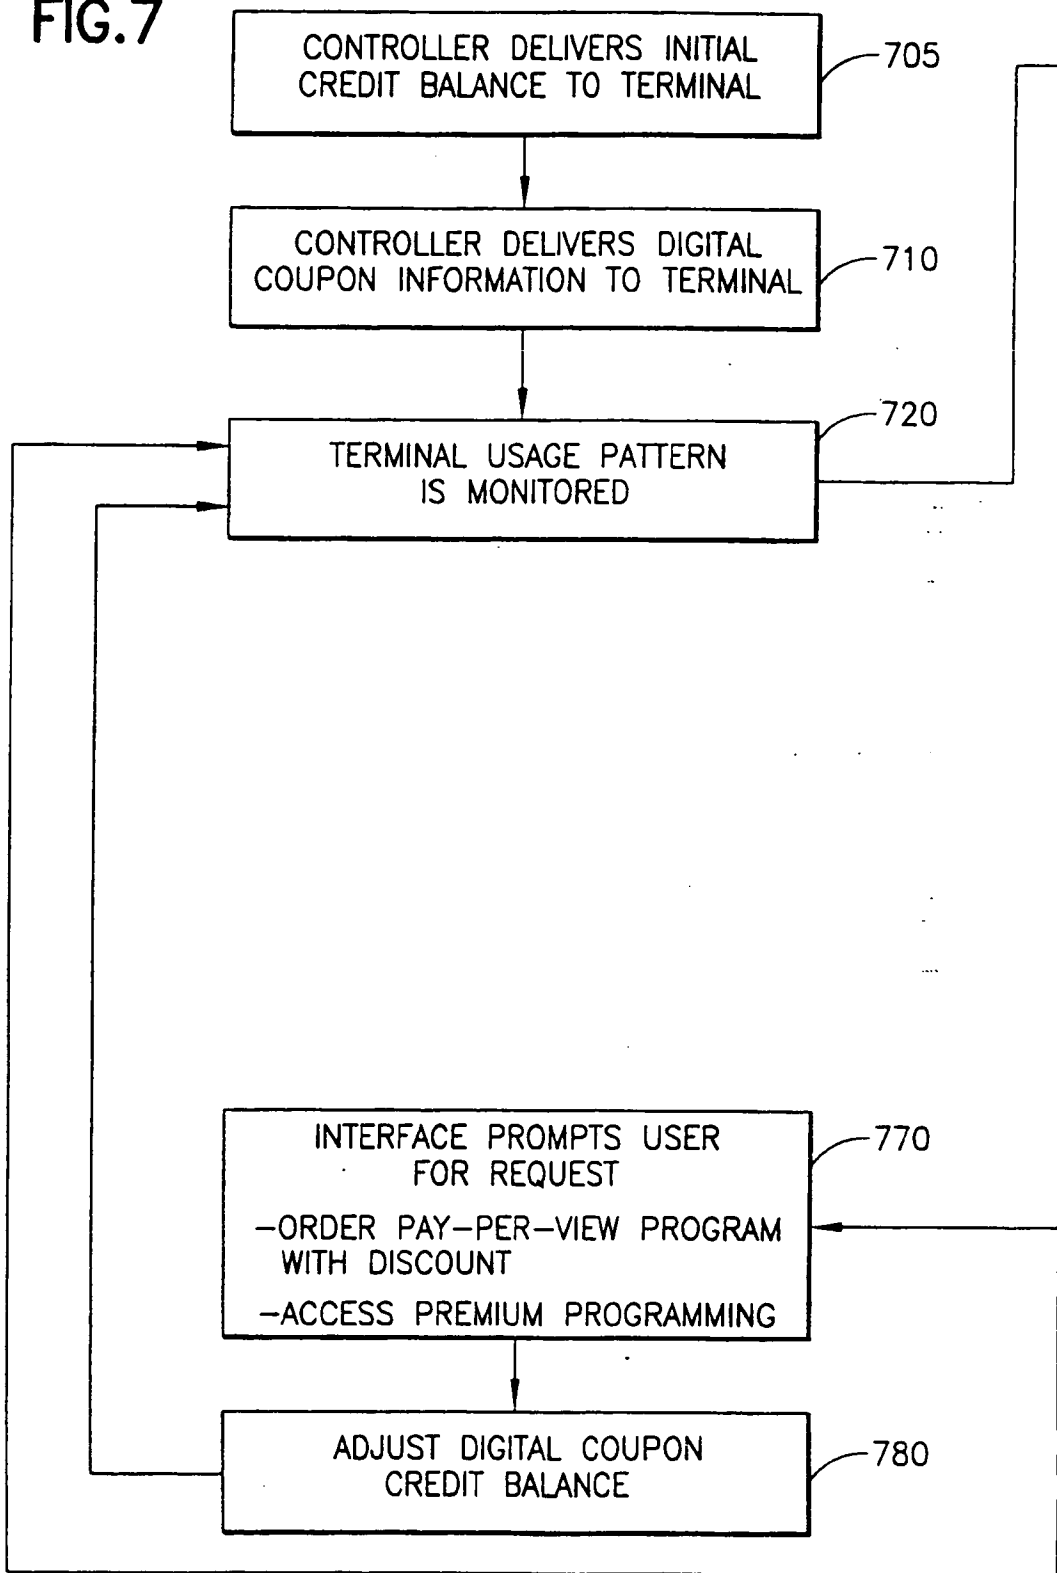 FIG.7
CONTROLLER DELIVERS INITIAL
CREDIT BALANCE TO TERMINAL
705
CONTROLLER DELIVERS DIGITAL
COUPON INFORMATION TO TERMINAL
710
TERMINAL USAGE PATTERN
IS MONITORED
720
INTERFACE PROMPTS USER
FOR REQUEST
-ORDER PAY-PER-VIEW PROGRAM
WITH DISCOUNT
-ACCESS PREMIUM PROGRAMMING
770
ADJUST DIGITAL COUPON
CREDIT BALANCE
780